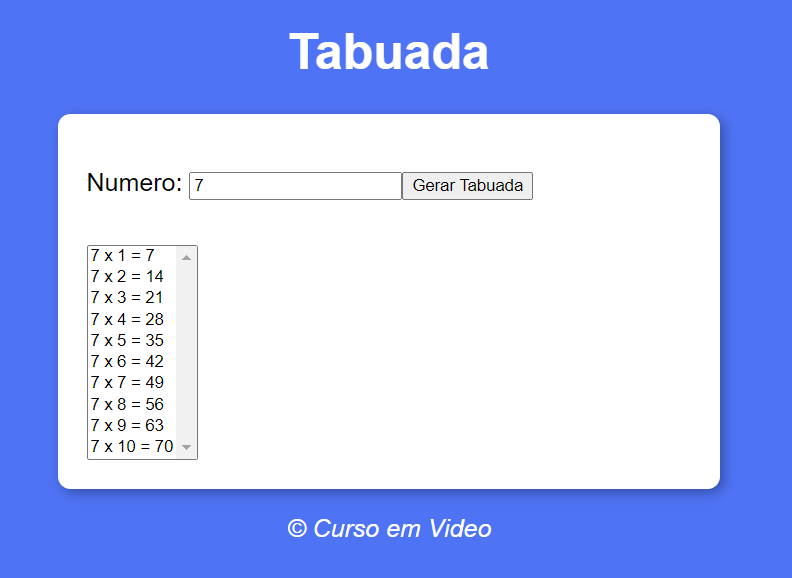 Tabuada
Numero: 7 Gerar Tabuada
7 x 1 = 7
7 x 2 = 14
7 x 3 = 21
7 x 4 = 28
7 x 5 = 35
7 x 6 = 42
7 x 7 = 49
7 x 8 = 56
7 x 9 = 63
7 x 10 = 70
© Curso em Video